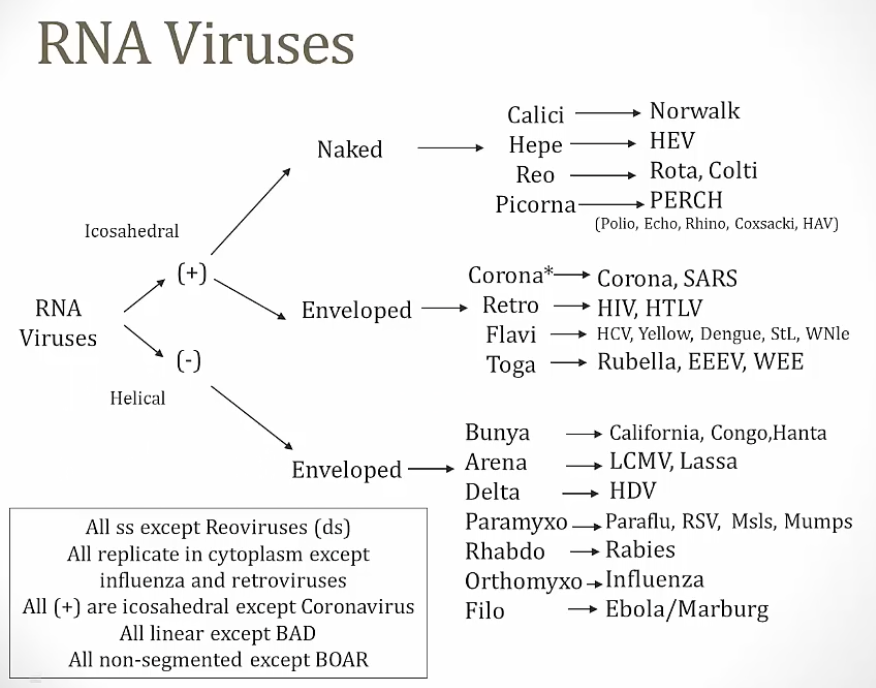 RNA Viruses
Calici → Norwalk
Naked → Hepe → HEV
Reo → Rota, Colti
Picorna → PERCH
(Polio, Echo, Rhino, Coxsacki, HAV)
Icosahedral
(+)
Corona* → Corona, SARS
RNA Viruses
Enveloped → Retro → HIV, HTLV
Flavi → HCV, Yellow, Dengue, StL, WNle
(-)
Toga → Rubella, EEEV, WEE
Helical
Bunya → California, Congo,Hanta
Enveloped → Arena → LCMV, Lassa
Delta → HDV
Paramyxo → Paraflu, RSV, Msls, Mumps
Rhabdo → Rabies
Orthomyxo → Influenza
Filo → Ebola/Marburg
All ss except Reoviruses (ds)
All replicate in cytoplasm except
influenza and retroviruses
All (+) are icosahedral except Coronavirus
All linear except BAD
All non-segmented except BOAR